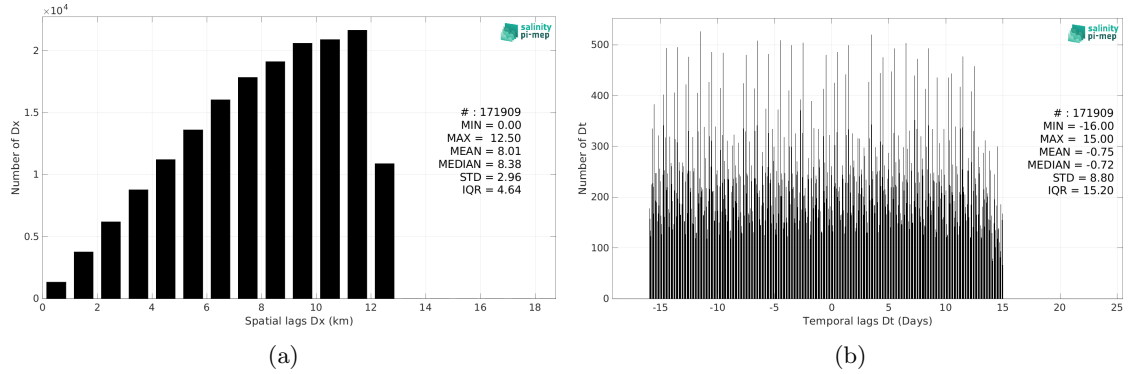 ×10^4
salinity
pi-mep
2
1.5
1
0.5
0
Number of Dx
# : 171909
MIN = 0.00
MAX = 12.50
MEAN = 8.01
MEDIAN = 8.38
STD = 2.96
IQR = 4.64
0 2 4 6 8 10 12 14 16 18
Spatial lags Dx (km)
(a)
salinity
pi-mep
500
400
300
200
100
0
Number of Dt
# : 171909
MIN = -16.00
MAX = 15.00
MEAN = -0.75
MEDIAN = -0.72
STD = 8.80
IQR = 15.20
-15 -10 -5 0 5 10 15 20 25
Temporal lags Dt (Days)
(b)